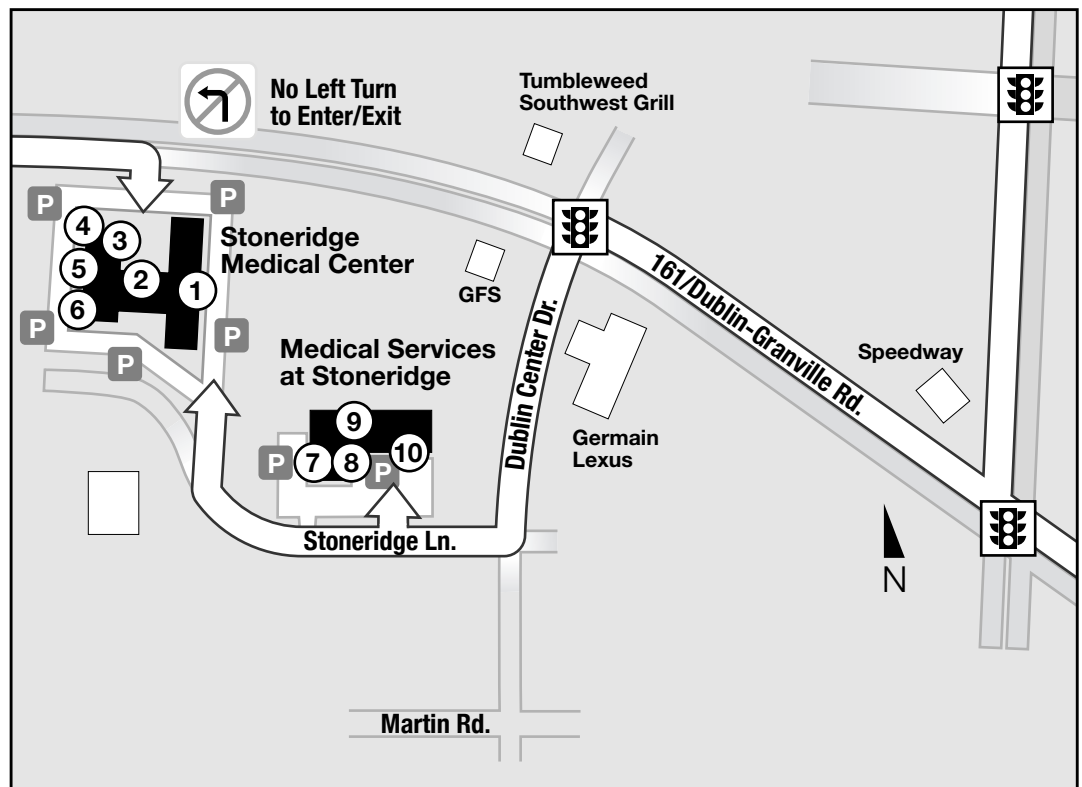 No Left Turn
to Enter/Exit
Tumbleweed
Southwest Grill
P
P
4
3
Stoneridge
Medical Center
5
2
1
6
GFS
161/Dublin-Granville Rd.
P
P
P
Dublin Center Dr.
Medical Services
at Stoneridge
Speedway
9
Germain
Lexus
P
7
8
P
10
Stoneridge Ln.
N
Martin Rd.